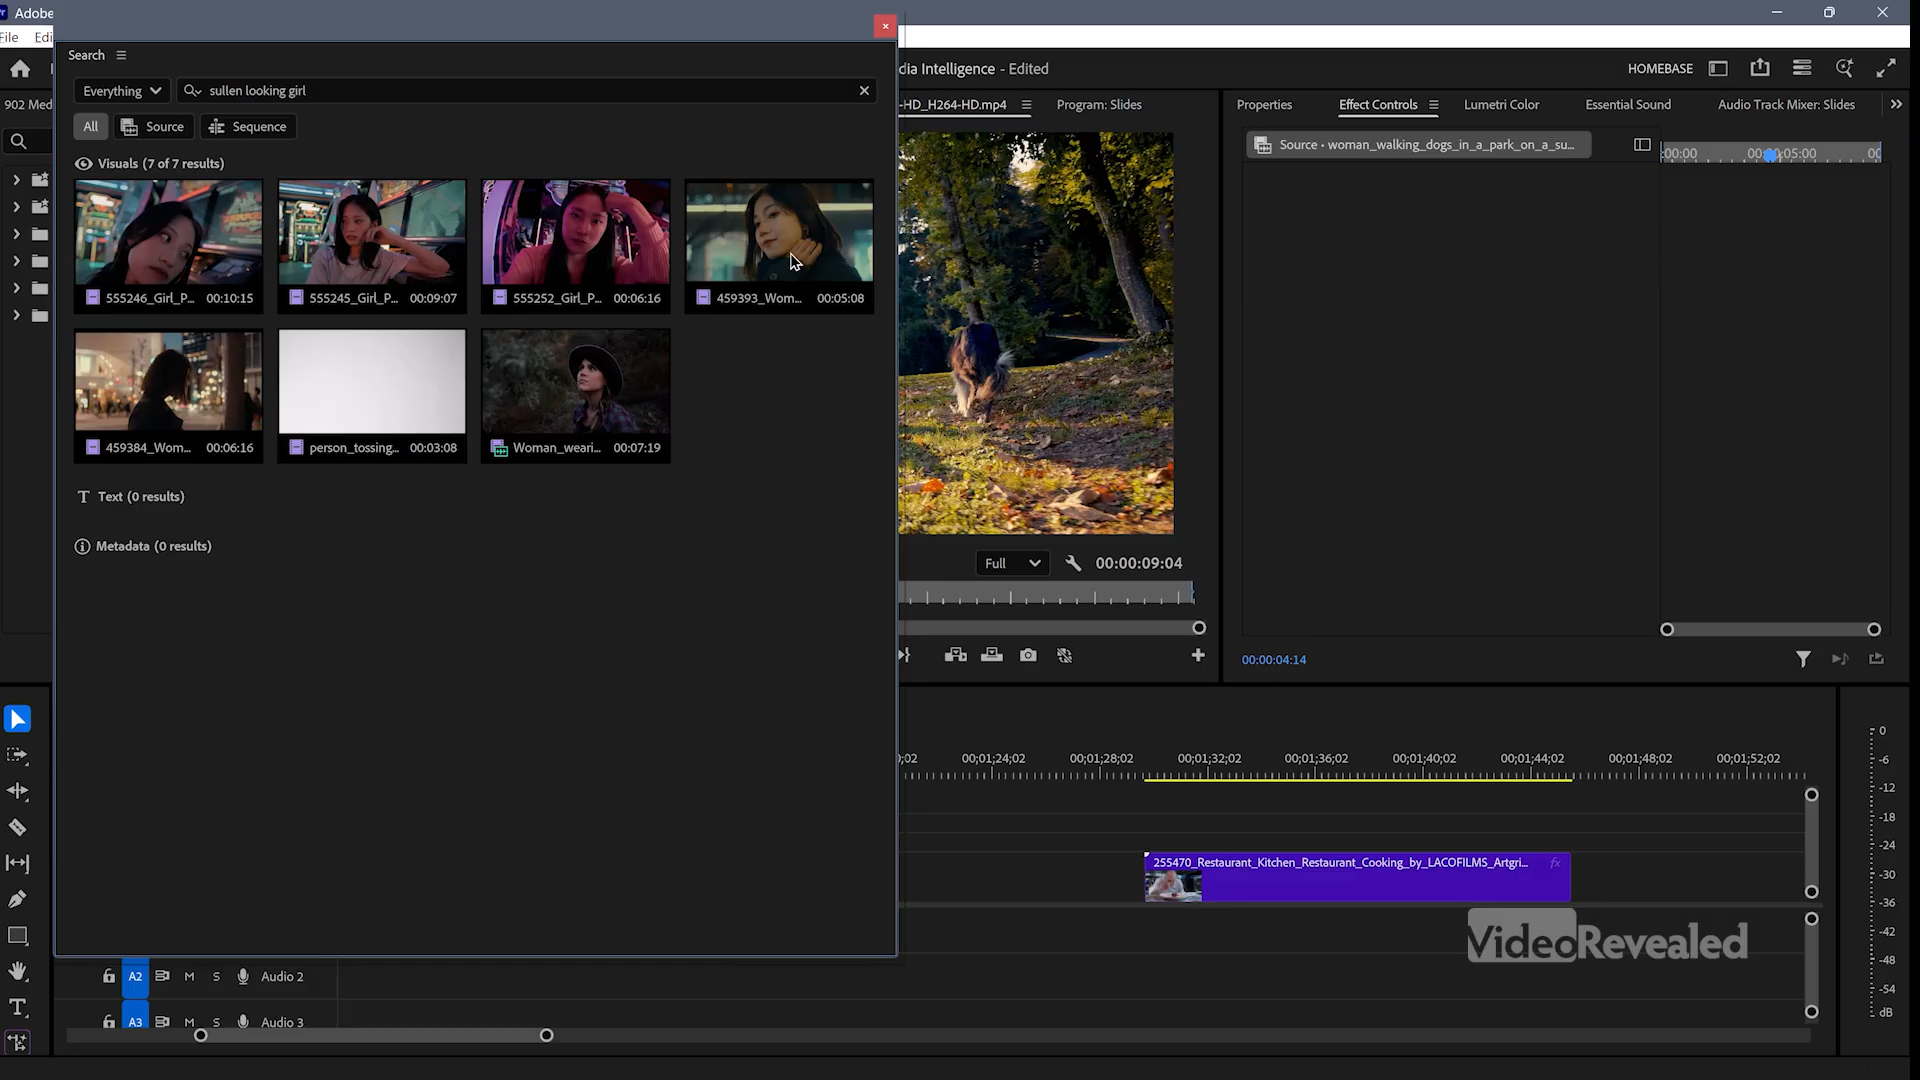 Adobe
File Edi
Search
Everything
sullen looking girl
All
Source
Sequence
Visuals (7 of 7 results)
555246_Girl_P... 00:10:15
555245_Girl_P... 00:09:07
555252_Girl_P... 00:06:16
459393_Wom... 00:05:08
459384_Wom... 00:06:16
person_tossing... 00:03:08
Woman_weari... 00:07:19
Text (0 results)
Metadata (0 results)
902 Med
dia Intelligence - Edited
HOMEBASE
-HD_H264-HD.mp4
Program: Slides
Full
00:00:09:04
Properties
Effect Controls
Lumetri Color
Essential Sound
Audio Track Mixer: Slides
Source • woman_walking_dogs_in_a_park_on_a_su...
:00:00
00:00:05:00
00
00:00:04:14
;02 00;01;24;02 00;01;28;02 00;01;32;02 00;01;36;02 00;01;40;02 00;01;44;02 00;01;48;02 00;01;52;02
255470_Restaurant_Kitchen_Restaurant_Cooking_by_LACOFILMS_Artgri... fx
A2 M S Audio 2
A3 M S Audio 3
0
-6
-12
-18
-24
-30
-36
-42
-48
-54
dB
VideoRevealed